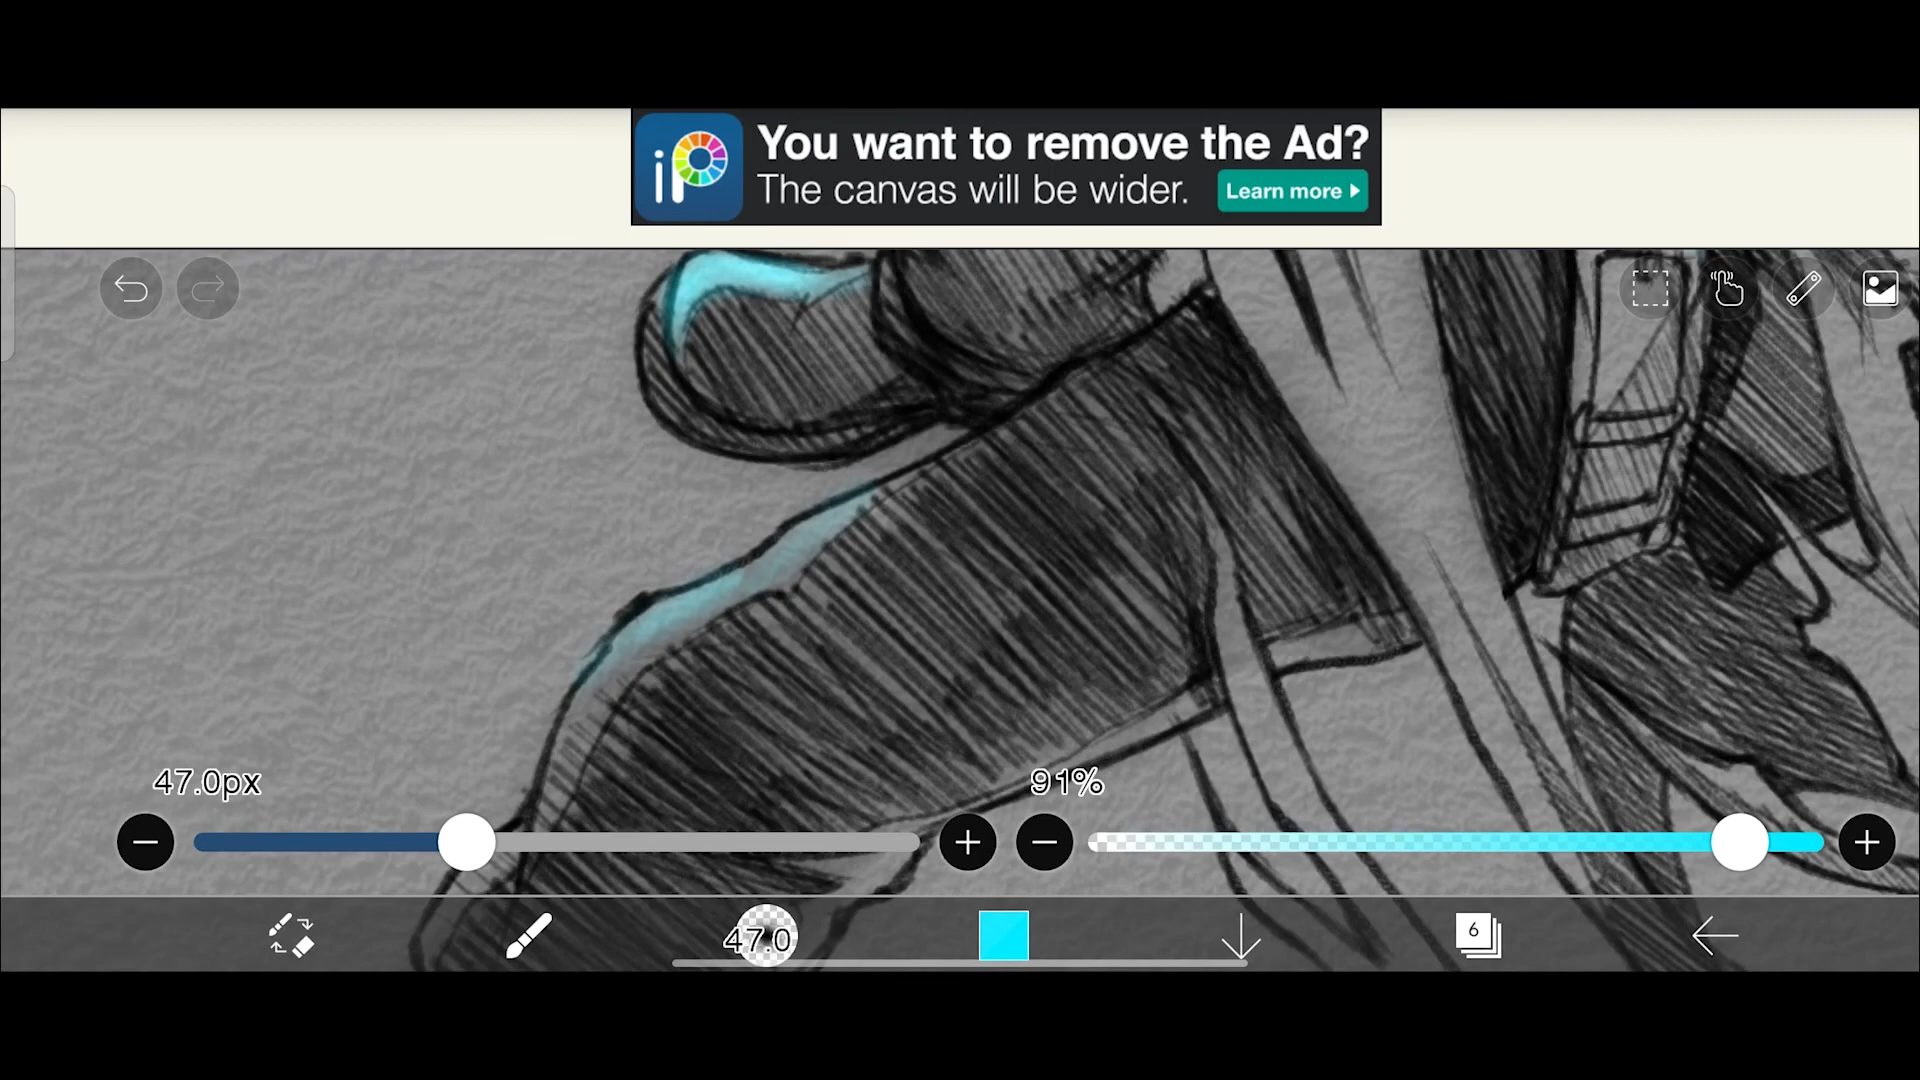 iP
You want to remove the Ad?
The canvas will be wider.
Learn more
47.0px
91%
47.0
6